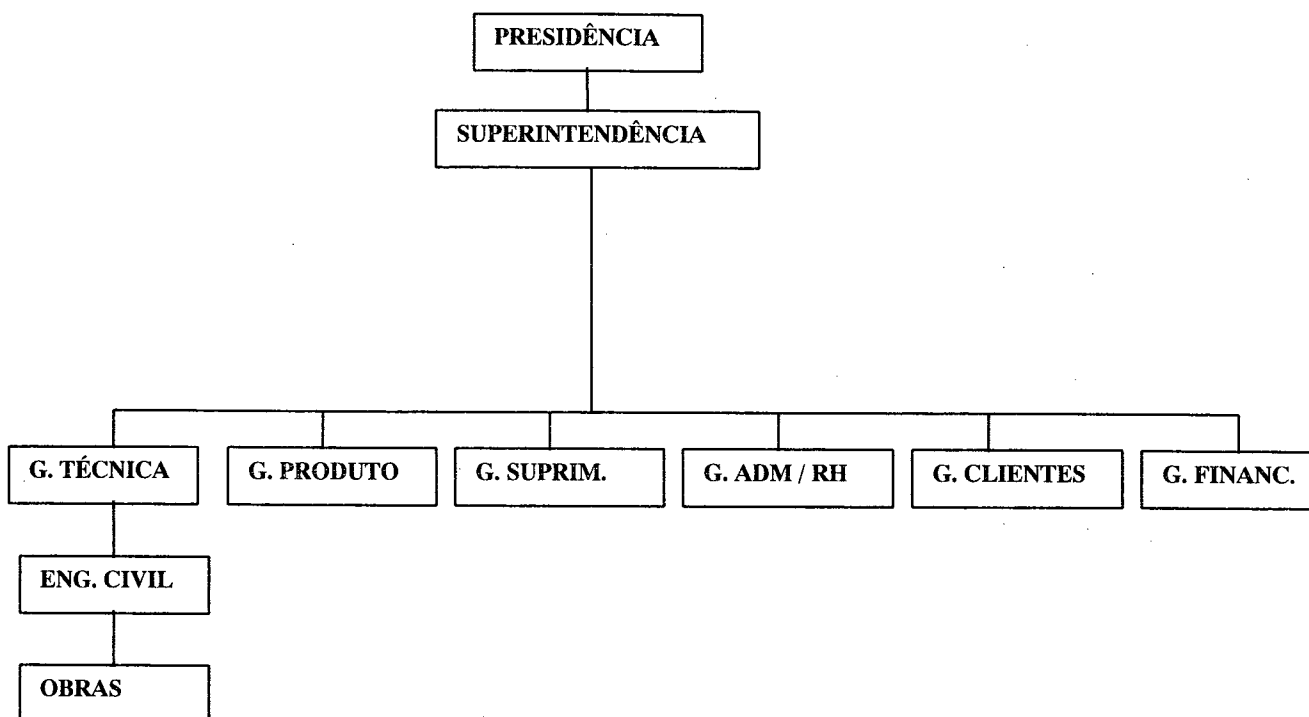 PRESIDÊNCIA
SUPERINTENDÊNCIA
G. TÉCNICA
G. PRODUTO
G. SUPRIM.
G. ADM / RH
G. CLIENTES
G. FINANC.
ENG. CIVIL
OBRAS